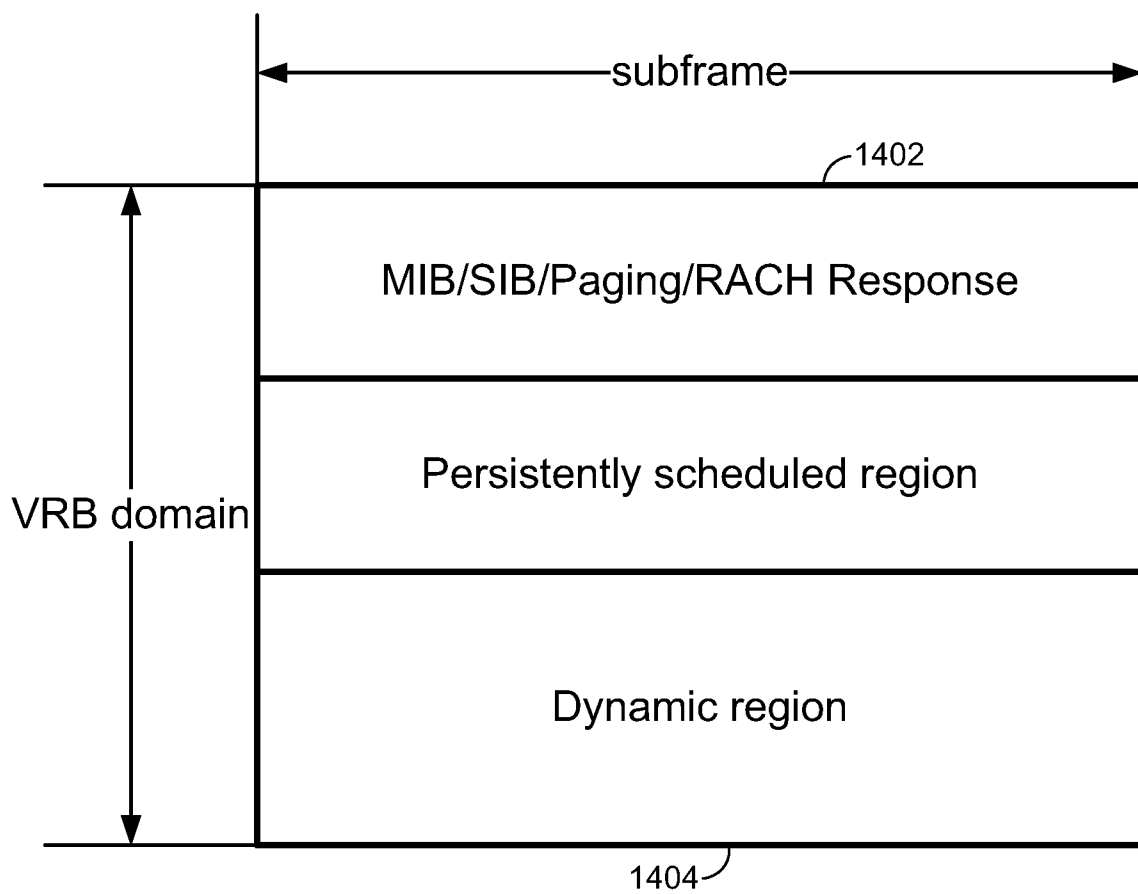 subframe
1402
MIB/SIB/Paging/RACH Response
Persistently scheduled region
VRB domain
Dynamic region
1404